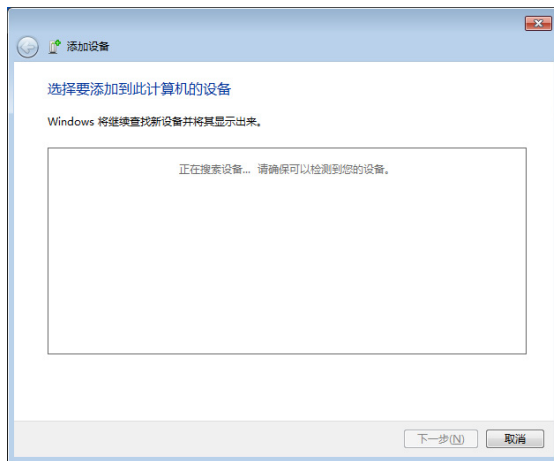 添加设备
选择要添加到此计算机的设备
Windows 将继续查找新设备并将其显示出来。
正在搜索设备... 请确保可以检测到您的设备。
下一步(N)
取消